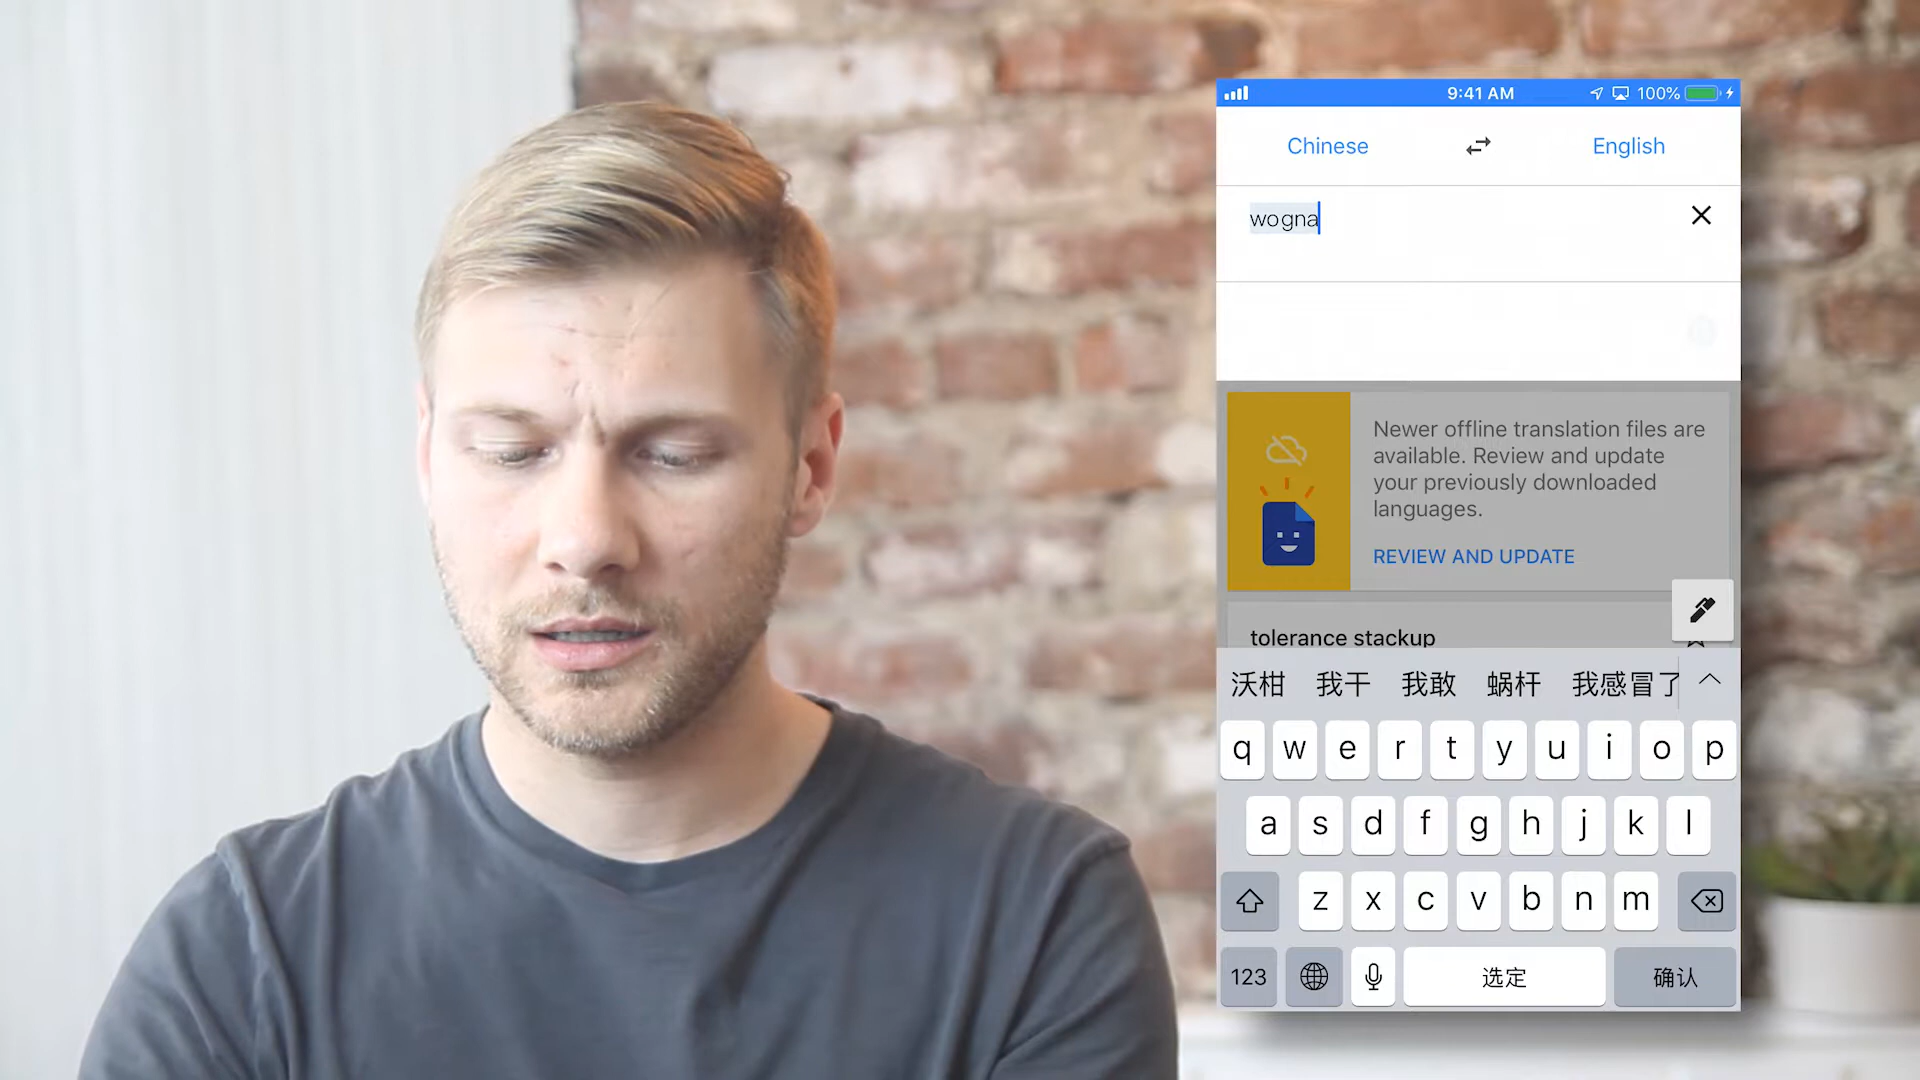 9:41 AM
100%
Chinese
English
wo gna
Newer offline translation files are
available. Review and update
your previously downloaded
languages.
REVIEW AND UPDATE
tolerance stackup
沃柑 我干 我敢 蜗杆 我感冒了
q w e r t y u i o p
a s d f g h j k l
z x c v b n m
123 选定 确认